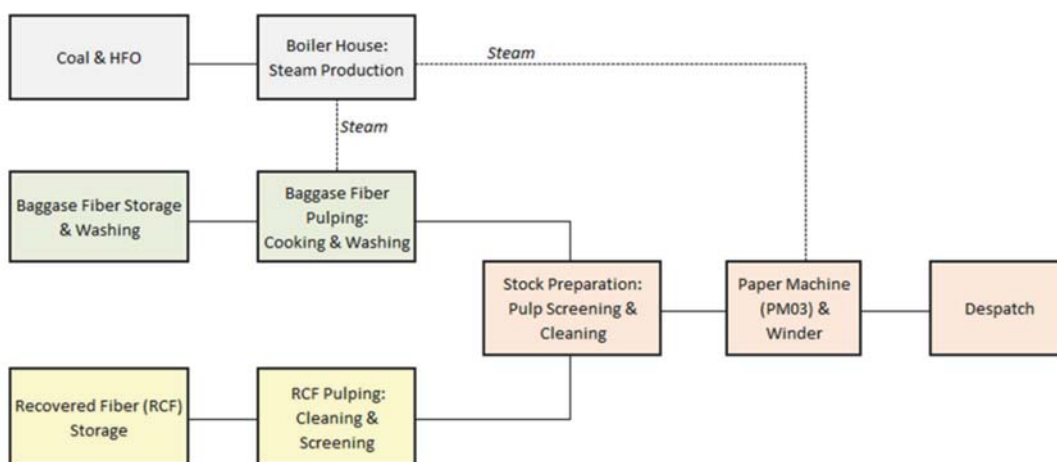 Coal & HFO
Boiler House:
Steam Production
Steam
Steam
Baggase Fiber Storage
& Washing
Baggase Fiber
Pulping:
Cooking & Washing
Stock Preparation:
Pulp Screening &
Cleaning
Paper Machine
(PM03) &
Winder
Despatch
Recovered Fiber (RCF)
Storage
RCF Pulping:
Cleaning &
Screening